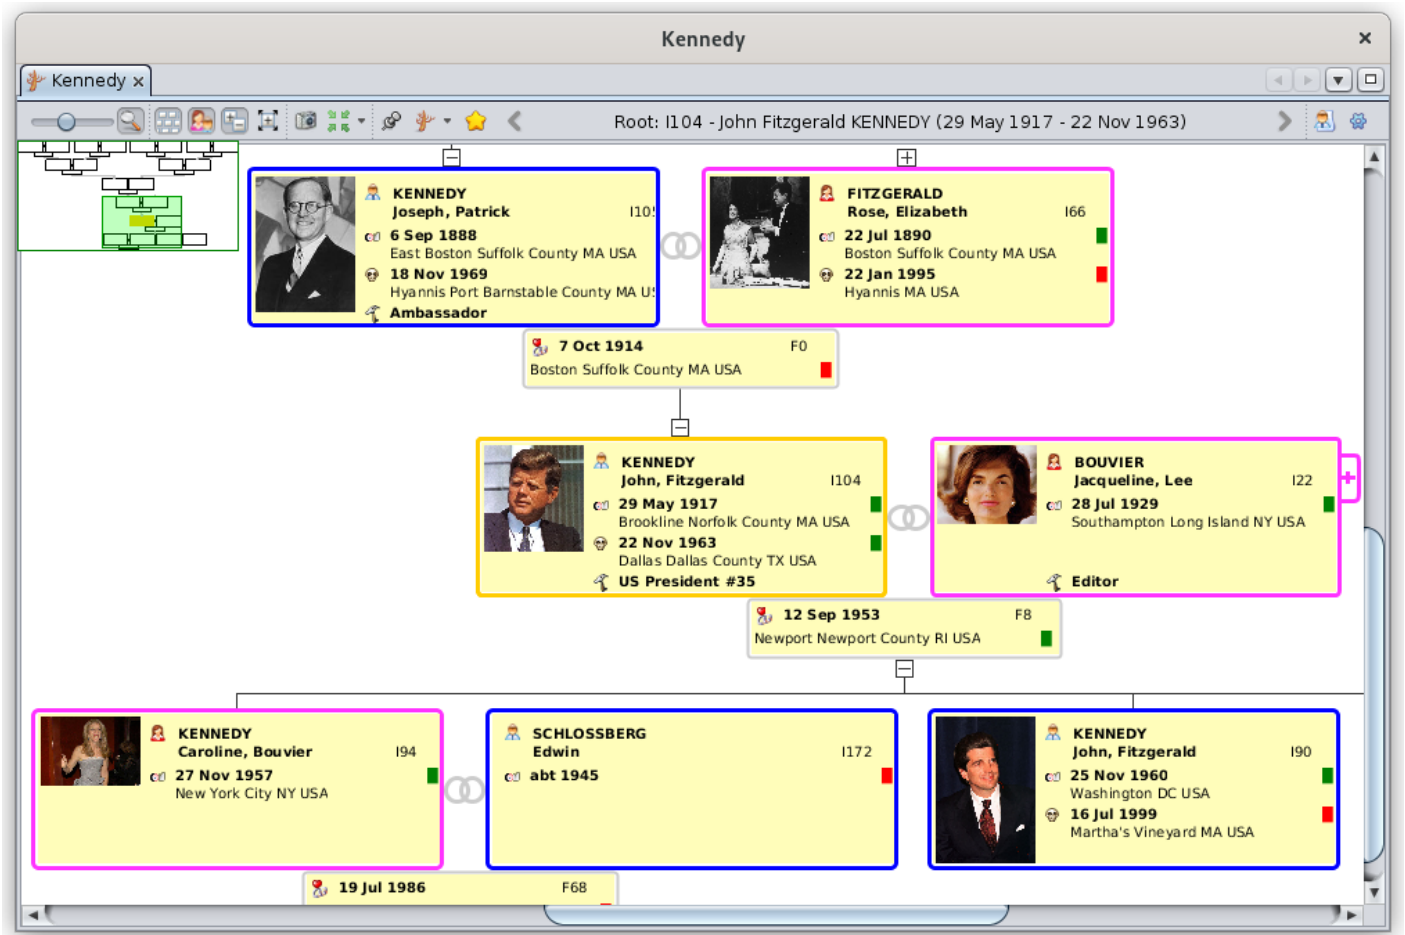 Kennedy
Kennedy
Root: I104 - John Fitzgerald KENNEDY (29 May 1917 - 22 Nov 1963)
KENNEDY
Joseph, Patrick
6 Sep 1888
East Boston Suffolk County MA USA
18 Nov 1969
Hyannis Port Barnstable County MA
Ambassador
FITZGERALD
Rose, Elizabeth I66
22 Jul 1890
Boston Suffolk County MA USA
22 Jan 1995
Hyannis MA USA
7 Oct 1914 F0
Boston Suffolk County MA USA
KENNEDY
John, Fitzgerald I104
29 May 1917
Brookline Norfolk County MA USA
22 Nov 1963
Dallas Dallas County TX USA
US President #35
BOUVIER
Jacqueline, Lee I22
28 Jul 1929
Southampton Long Island NY USA
Editor
12 Sep 1953 F8
Newport Newport County RI USA
KENNEDY
Caroline, Bouvier I94
27 Nov 1957
New York City NY USA
SCHLOSSBERG
Edwin I172
abt 1945
KENNEDY
John, Fitzgerald I90
25 Nov 1960
Washington DC USA
16 Jul 1999
Martha's Vineyard MA USA
19 Jul 1986 F68